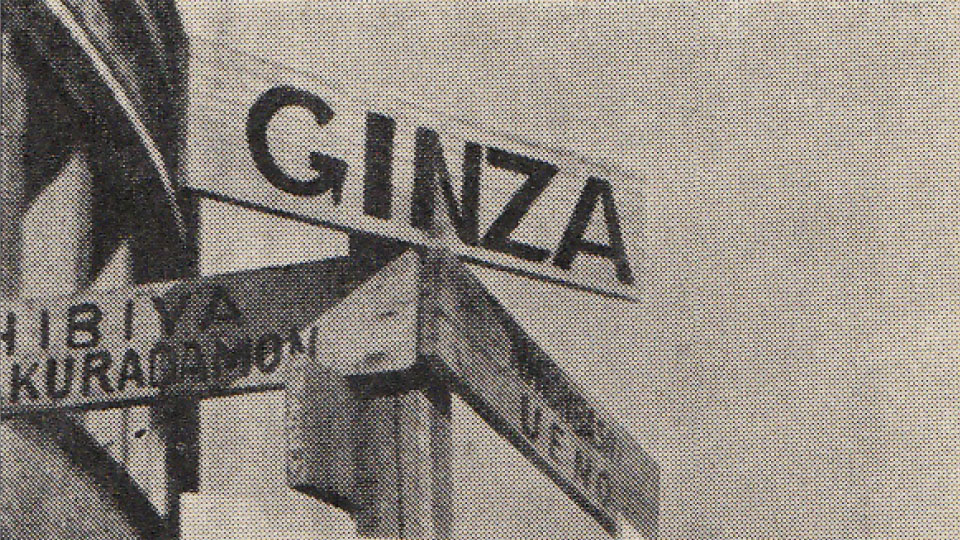 GINZA
HIBIYA
KURADAMON
UENO